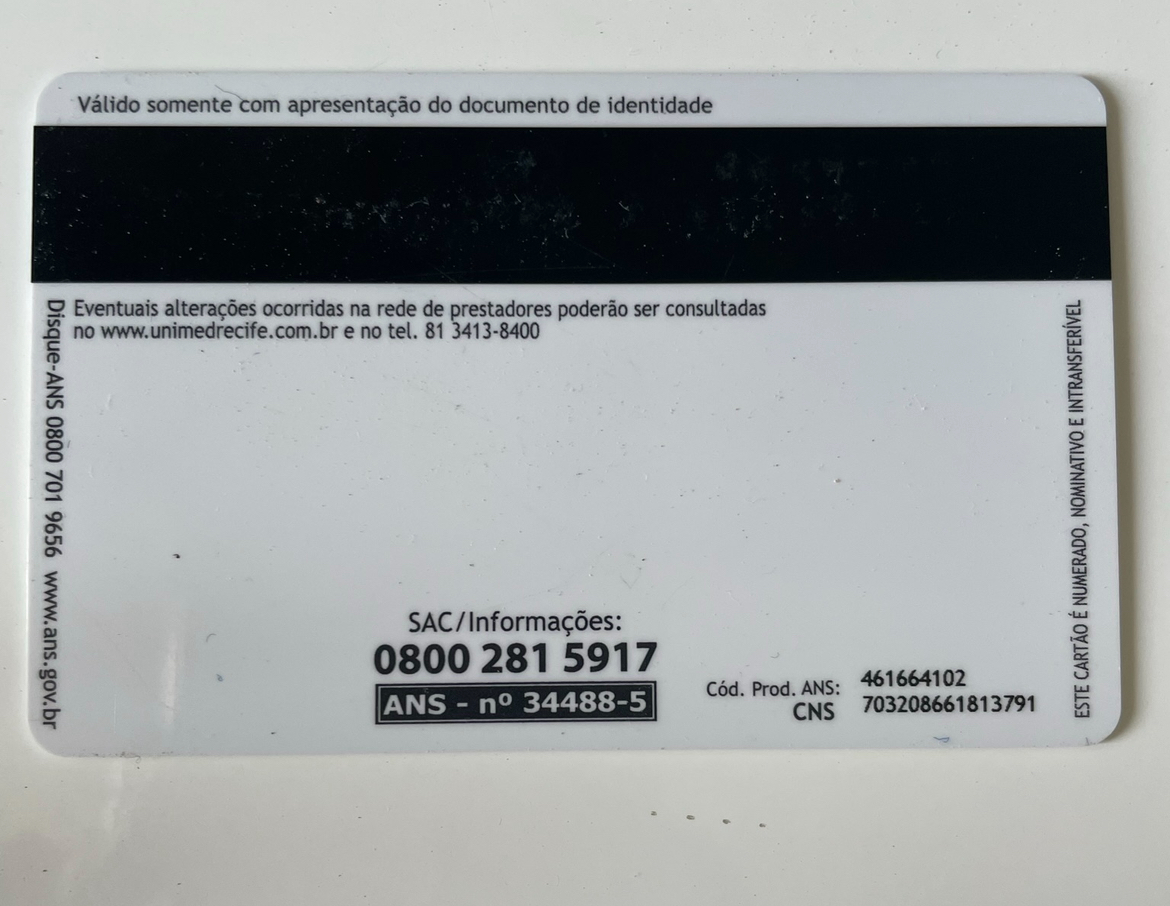 Válido somente com apresentação do documento de identidade
Eventuais alterações ocorridas na rede de prestadores poderão ser consultadas
no www.unimedrecife.com.br e no tel. 81 3413-8400
Disque-ANS 0800 701 9656 www.ans.gov.br
SAC/Informações:
0800 281 5917
ANS - nº 34488-5
Cód. Prod. ANS: 461664102
CNS 703208661813791
ESTE CARTÃO É NUMERADO, NOMINATIVO E INTRANSFERÍVEL